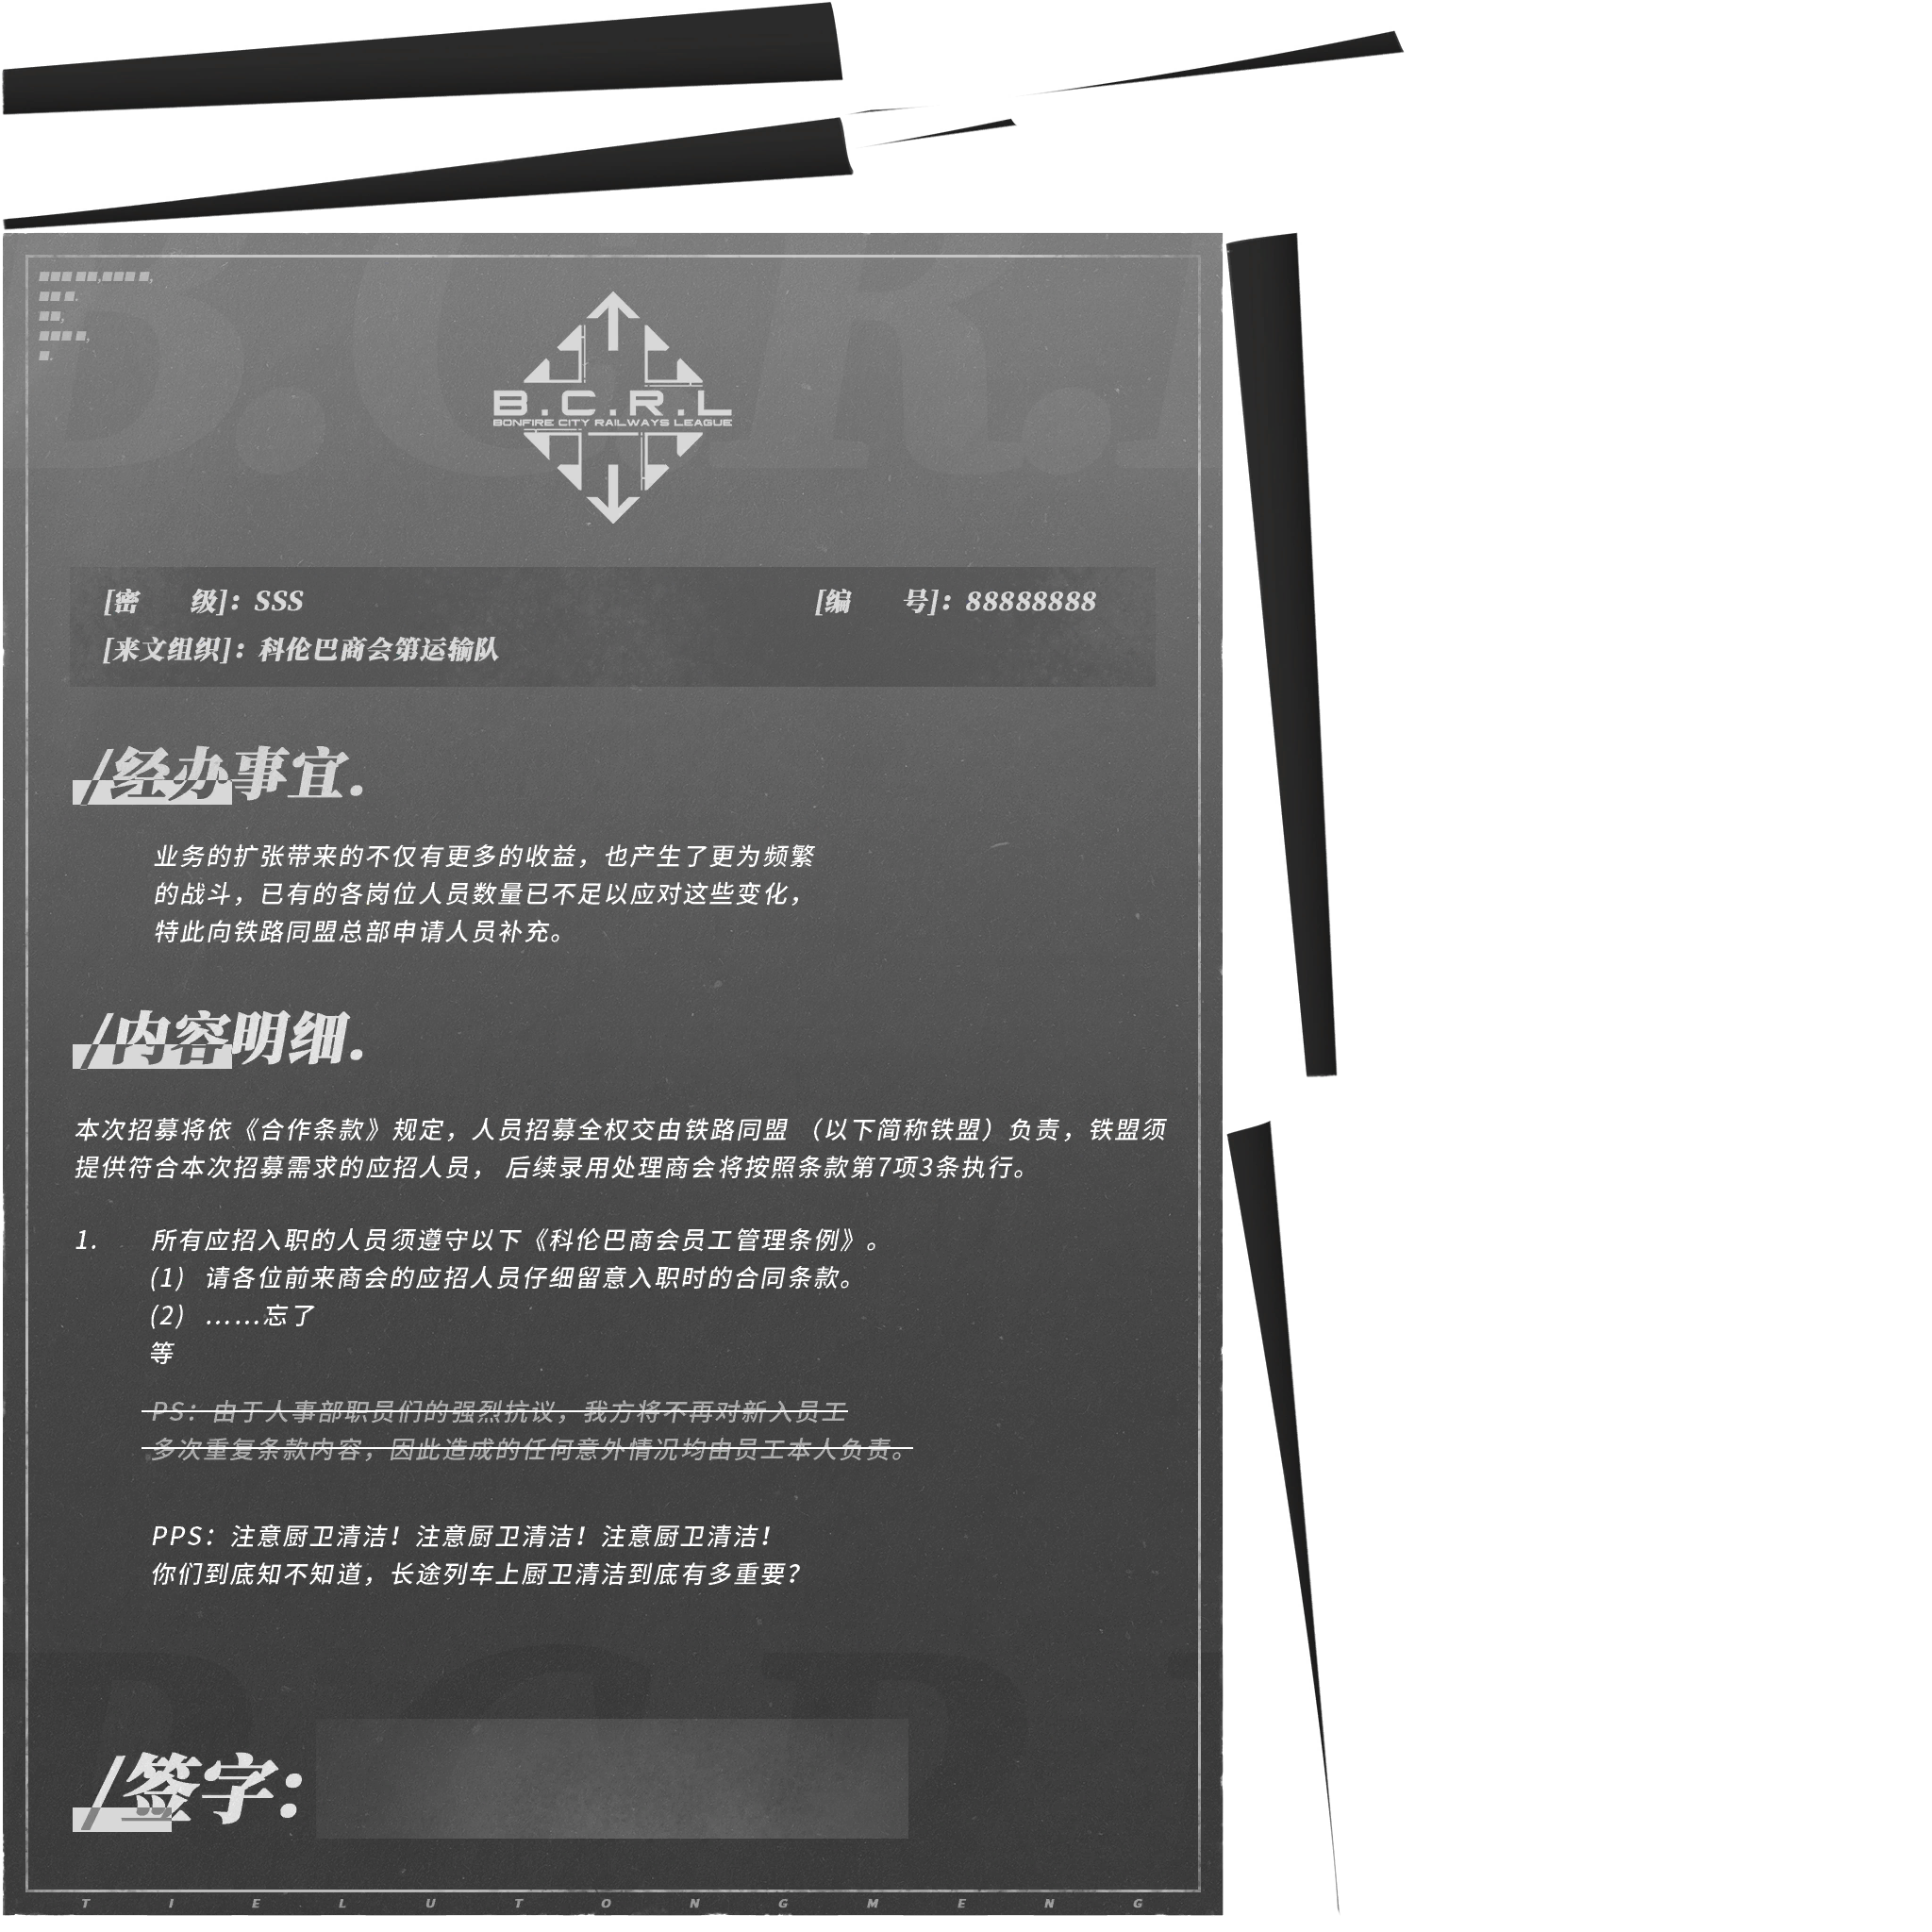 B.C.R.L
BONFIRE CITY RAILWAYS LEAGUE
[密　　级]：SSS
[编　　号]：88888888
[来文组织]：科伦巴商会第运输队
/经办事宜.
业务的扩张带来的不仅有更多的收益，也产生了更为频繁
的战斗，已有的各岗位人员数量已不足以应对这些变化，
特此向铁路同盟总部申请人员补充。
/内容明细.
本次招募将依《合作条款》规定，人员招募全权交由铁路同盟 （以下简称铁盟）负责，铁盟须
提供符合本次招募需求的应招人员， 后续录用处理商会将按照条款第7项3条执行。
1. 所有应招入职的人员须遵守以下《科伦巴商会员工管理条例》。
(1) 请各位前来商会的应招人员仔细留意入职时的合同条款。
(2) ......忘了
等
PS：由于人事部职员们的强烈抗议，我方将不再对新入员工
多次重复条款内容，因此造成的任何意外情况均由员工本人负责。
PPS：注意厨卫清洁！注意厨卫清洁！注意厨卫清洁！
你们到底知不知道，长途列车上厨卫清洁到底有多重要？
/签字：
T I E L U T O N G M E N G